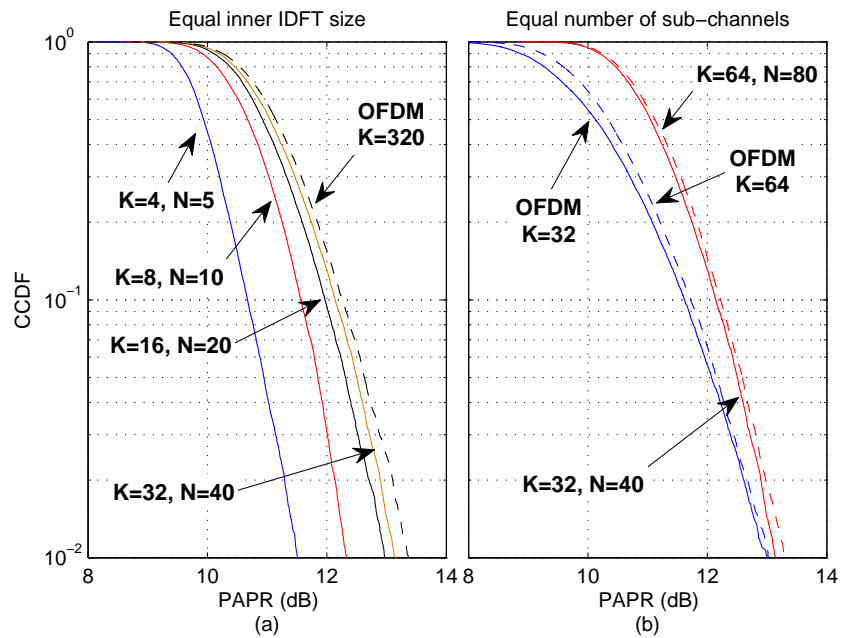 Equal inner IDFT size
CCDF
10^0
10^-1
10^-2
OFDM
K=320
K=4, N=5
K=8, N=10
K=16, N=20
K=32, N=40
8
10
12
14
PAPR (dB)
(a)
Equal number of sub−channels
K=64, N=80
OFDM
K=64
OFDM
K=32
K=32, N=40
8
10
12
14
PAPR (dB)
(b)